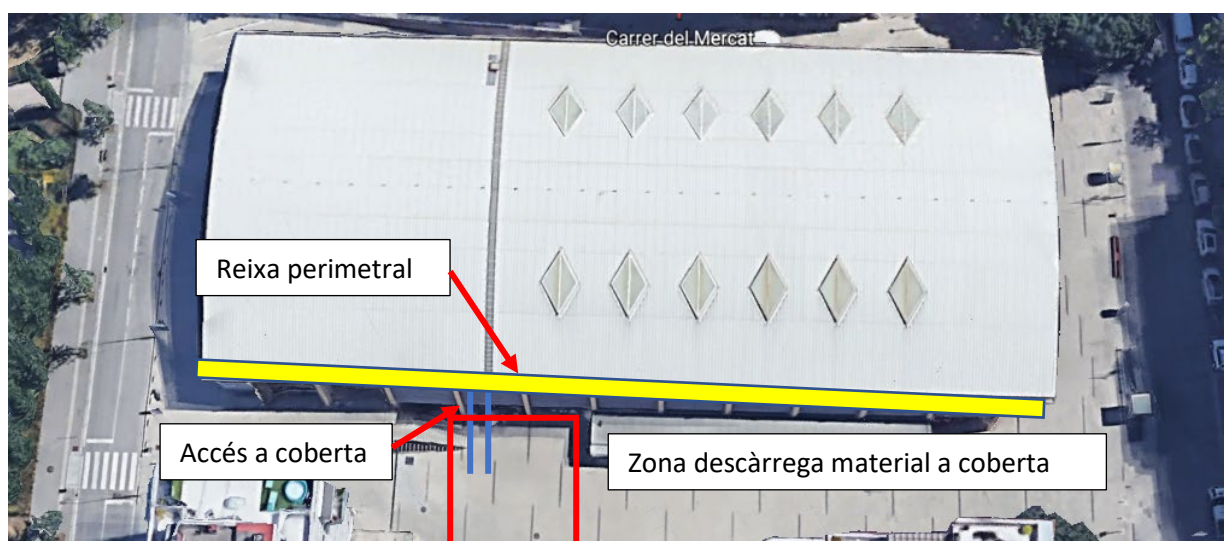 Carrer del Mercat
Reixa perimetral
Accés a coberta
Zona descàrrega material a coberta